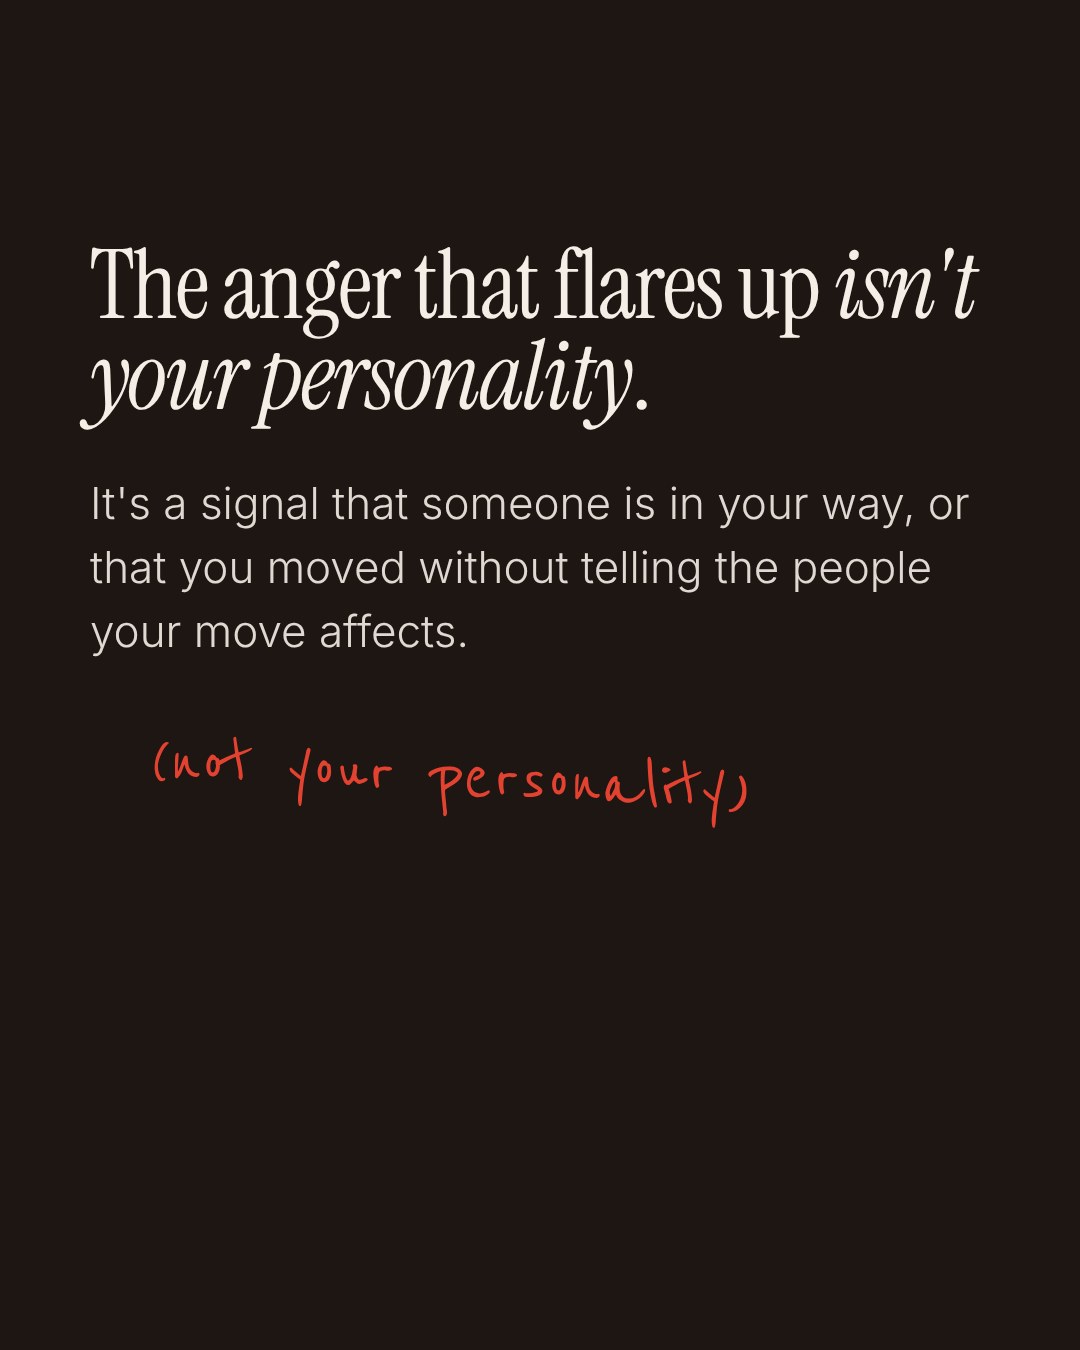 The anger that flares up isn't
your personality.
It's a signal that someone is in your way, or
that you moved without telling the people
your move affects.
(not your personality)